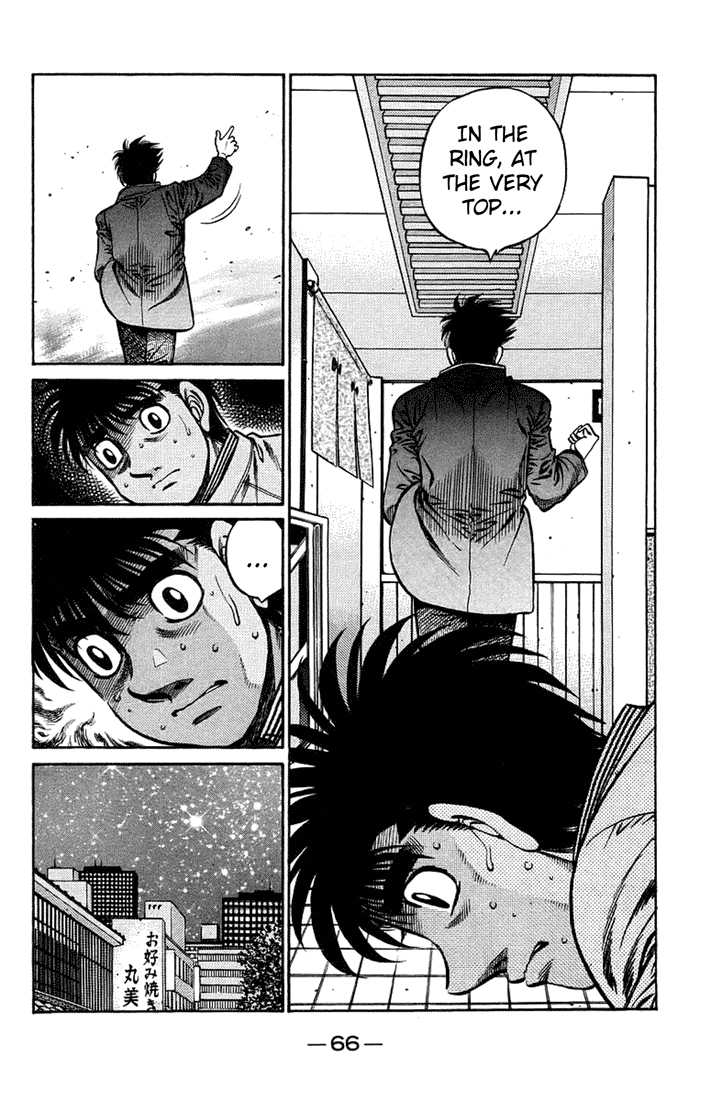 IN THE
RING, AT
THE VERY
TOP...
...
お好み焼き
丸美
—66—